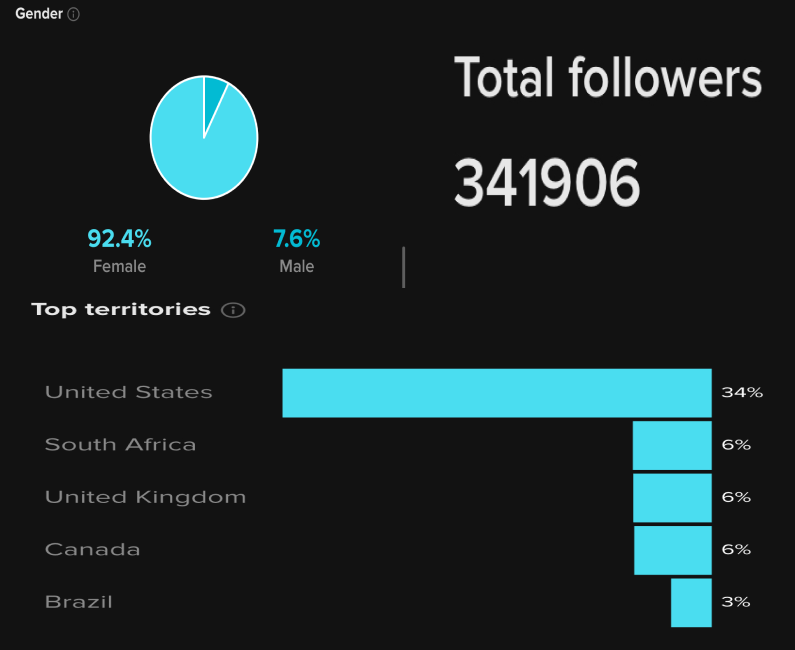 Gender
Total followers
341906
92.4% 7.6%
Female Male
Top territories
United States 34%
South Africa 6%
United Kingdom 6%
Canada 6%
Brazil 3%